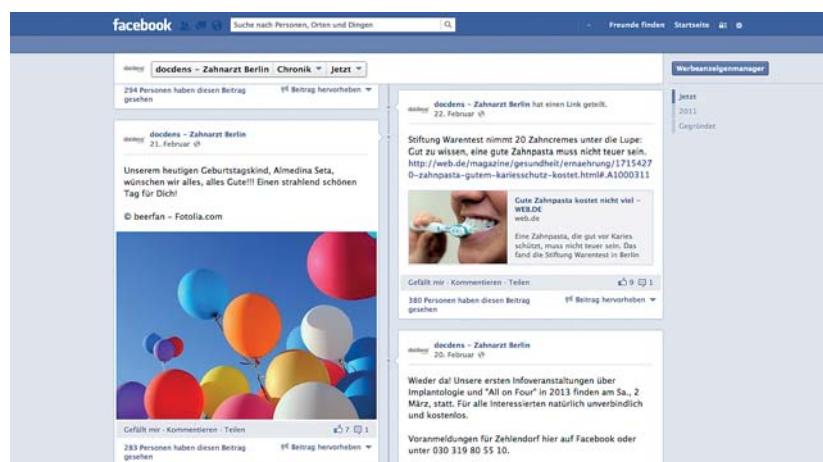 facebook
Suche nach Personen, Orten und Dingen
Freunde finden Startseite
docdens - Zahnarzt Berlin Chronik Jetzt
Werbeanzeigenmanager
Jetzt
2011
Gegründet
294 Personen haben diesen Beitrag
gesehen
Beitrag hervorheben
docdens - Zahnarzt Berlin
21. Februar
Unserem heutigen Geburtstagskind, Almedina Seta,
wünschen wir alles, alles Gute!!! Einen strahlend schönen
Tag für Dich!
© beerfan - Fotolia.com
Gefällt mir · Kommentieren · Teilen
7 1
283 Personen haben diesen Beitrag
gesehen
Beitrag hervorheben
docdens - Zahnarzt Berlin hat einen Link geteilt.
22. Februar
Stiftung Warentest nimmt 20 Zahncremes unter die Lupe:
Gut zu wissen, eine gute Zahnpasta muss nicht teuer sein.
http://web.de/magazine/gesundheit/ernaehrung/1715427
0-zahnpasta-gutem-kariesschutz-kostet.html#.A1000311
Gute Zahnpasta kostet nicht viel -
WEB.DE
web.de
Eine Zahnpasta, die gut vor Karies
schützt, muss nicht teuer sein. Das
fand die Stiftung Warentest in Berlin
Gefällt mir · Kommentieren · Teilen
9 1
380 Personen haben diesen Beitrag
gesehen
Beitrag hervorheben
docdens - Zahnarzt Berlin
20. Februar
Wieder da! Unsere ersten Infoveranstaltungen über
Implantologie und "All on Four" in 2013 finden am Sa., 2
März, statt. Für alle Interessierten natürlich unverbindlich
und kostenlos.
Voranmeldungen für Zehlendorf hier auf Facebook oder
unter 030 319 80 55 10.